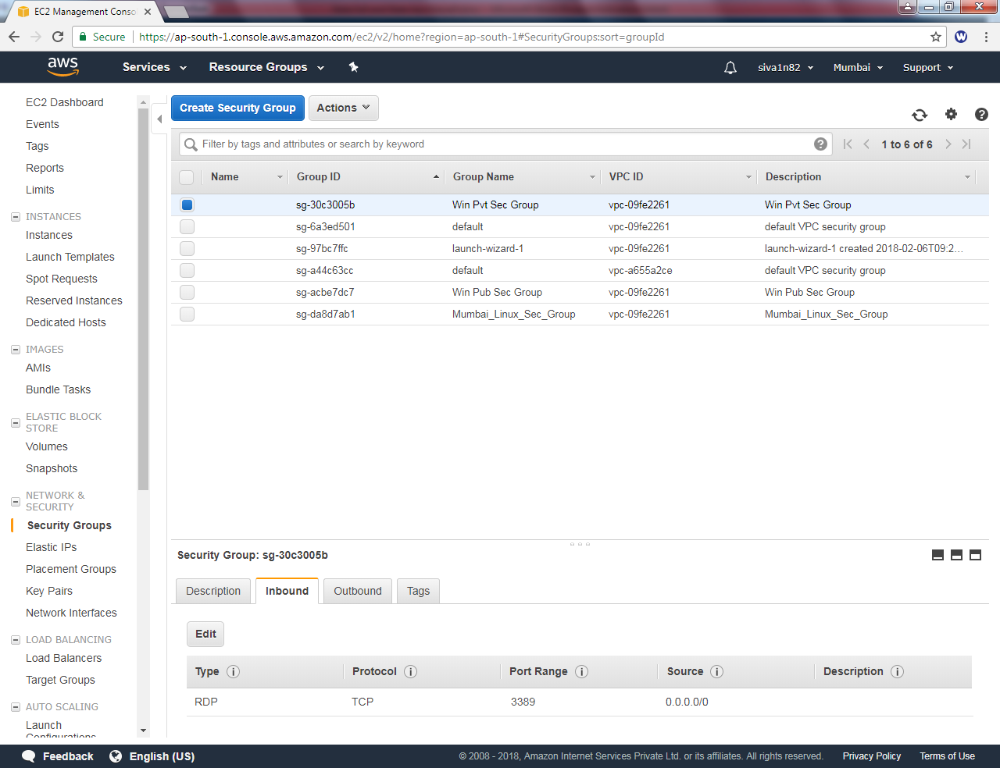 EC2 Management Conso
Secure https://ap-south-1.console.aws.amazon.com/ec2/v2/home?region=ap-south-1#SecurityGroups:sort=groupId
W
aws Services Resource Groups siva1n82 Mumbai Support
EC2 Dashboard
Events
Tags
Reports
Limits
INSTANCES
Instances
Launch Templates
Spot Requests
Reserved Instances
Dedicated Hosts
IMAGES
AMIs
Bundle Tasks
ELASTIC BLOCK
STORE
Volumes
Snapshots
NETWORK &
SECURITY
Security Groups
Elastic IPs
Placement Groups
Key Pairs
Network Interfaces
LOAD BALANCING
Load Balancers
Target Groups
AUTO SCALING
Launch
Configurations
Create Security Group Actions
Filter by tags and attributes or search by keyword 1 to 6 of 6
Name Group ID Group Name VPC ID Description
sg-30c3005b Win Pvt Sec Group vpc-09fe2261 Win Pvt Sec Group
sg-6a3ed501 default vpc-09fe2261 default VPC security group
sg-97bc7ffc launch-wizard-1 vpc-09fe2261 launch-wizard-1 created 2018-02-06T09:2...
sg-a44c63cc default vpc-a655a2ce default VPC security group
sg-acbe7dc7 Win Pub Sec Group vpc-09fe2261 Win Pub Sec Group
sg-da8d7ab1 Mumbai_Linux_Sec_Group vpc-09fe2261 Mumbai_Linux_Sec_Group
Security Group: sg-30c3005b
Description Inbound Outbound Tags
Edit
Type Protocol Port Range Source Description
RDP TCP 3389 0.0.0.0/0
Feedback English (US) © 2008 - 2018, Amazon Internet Services Private Ltd. or its affiliates. All rights reserved. Privacy Policy Terms of Use